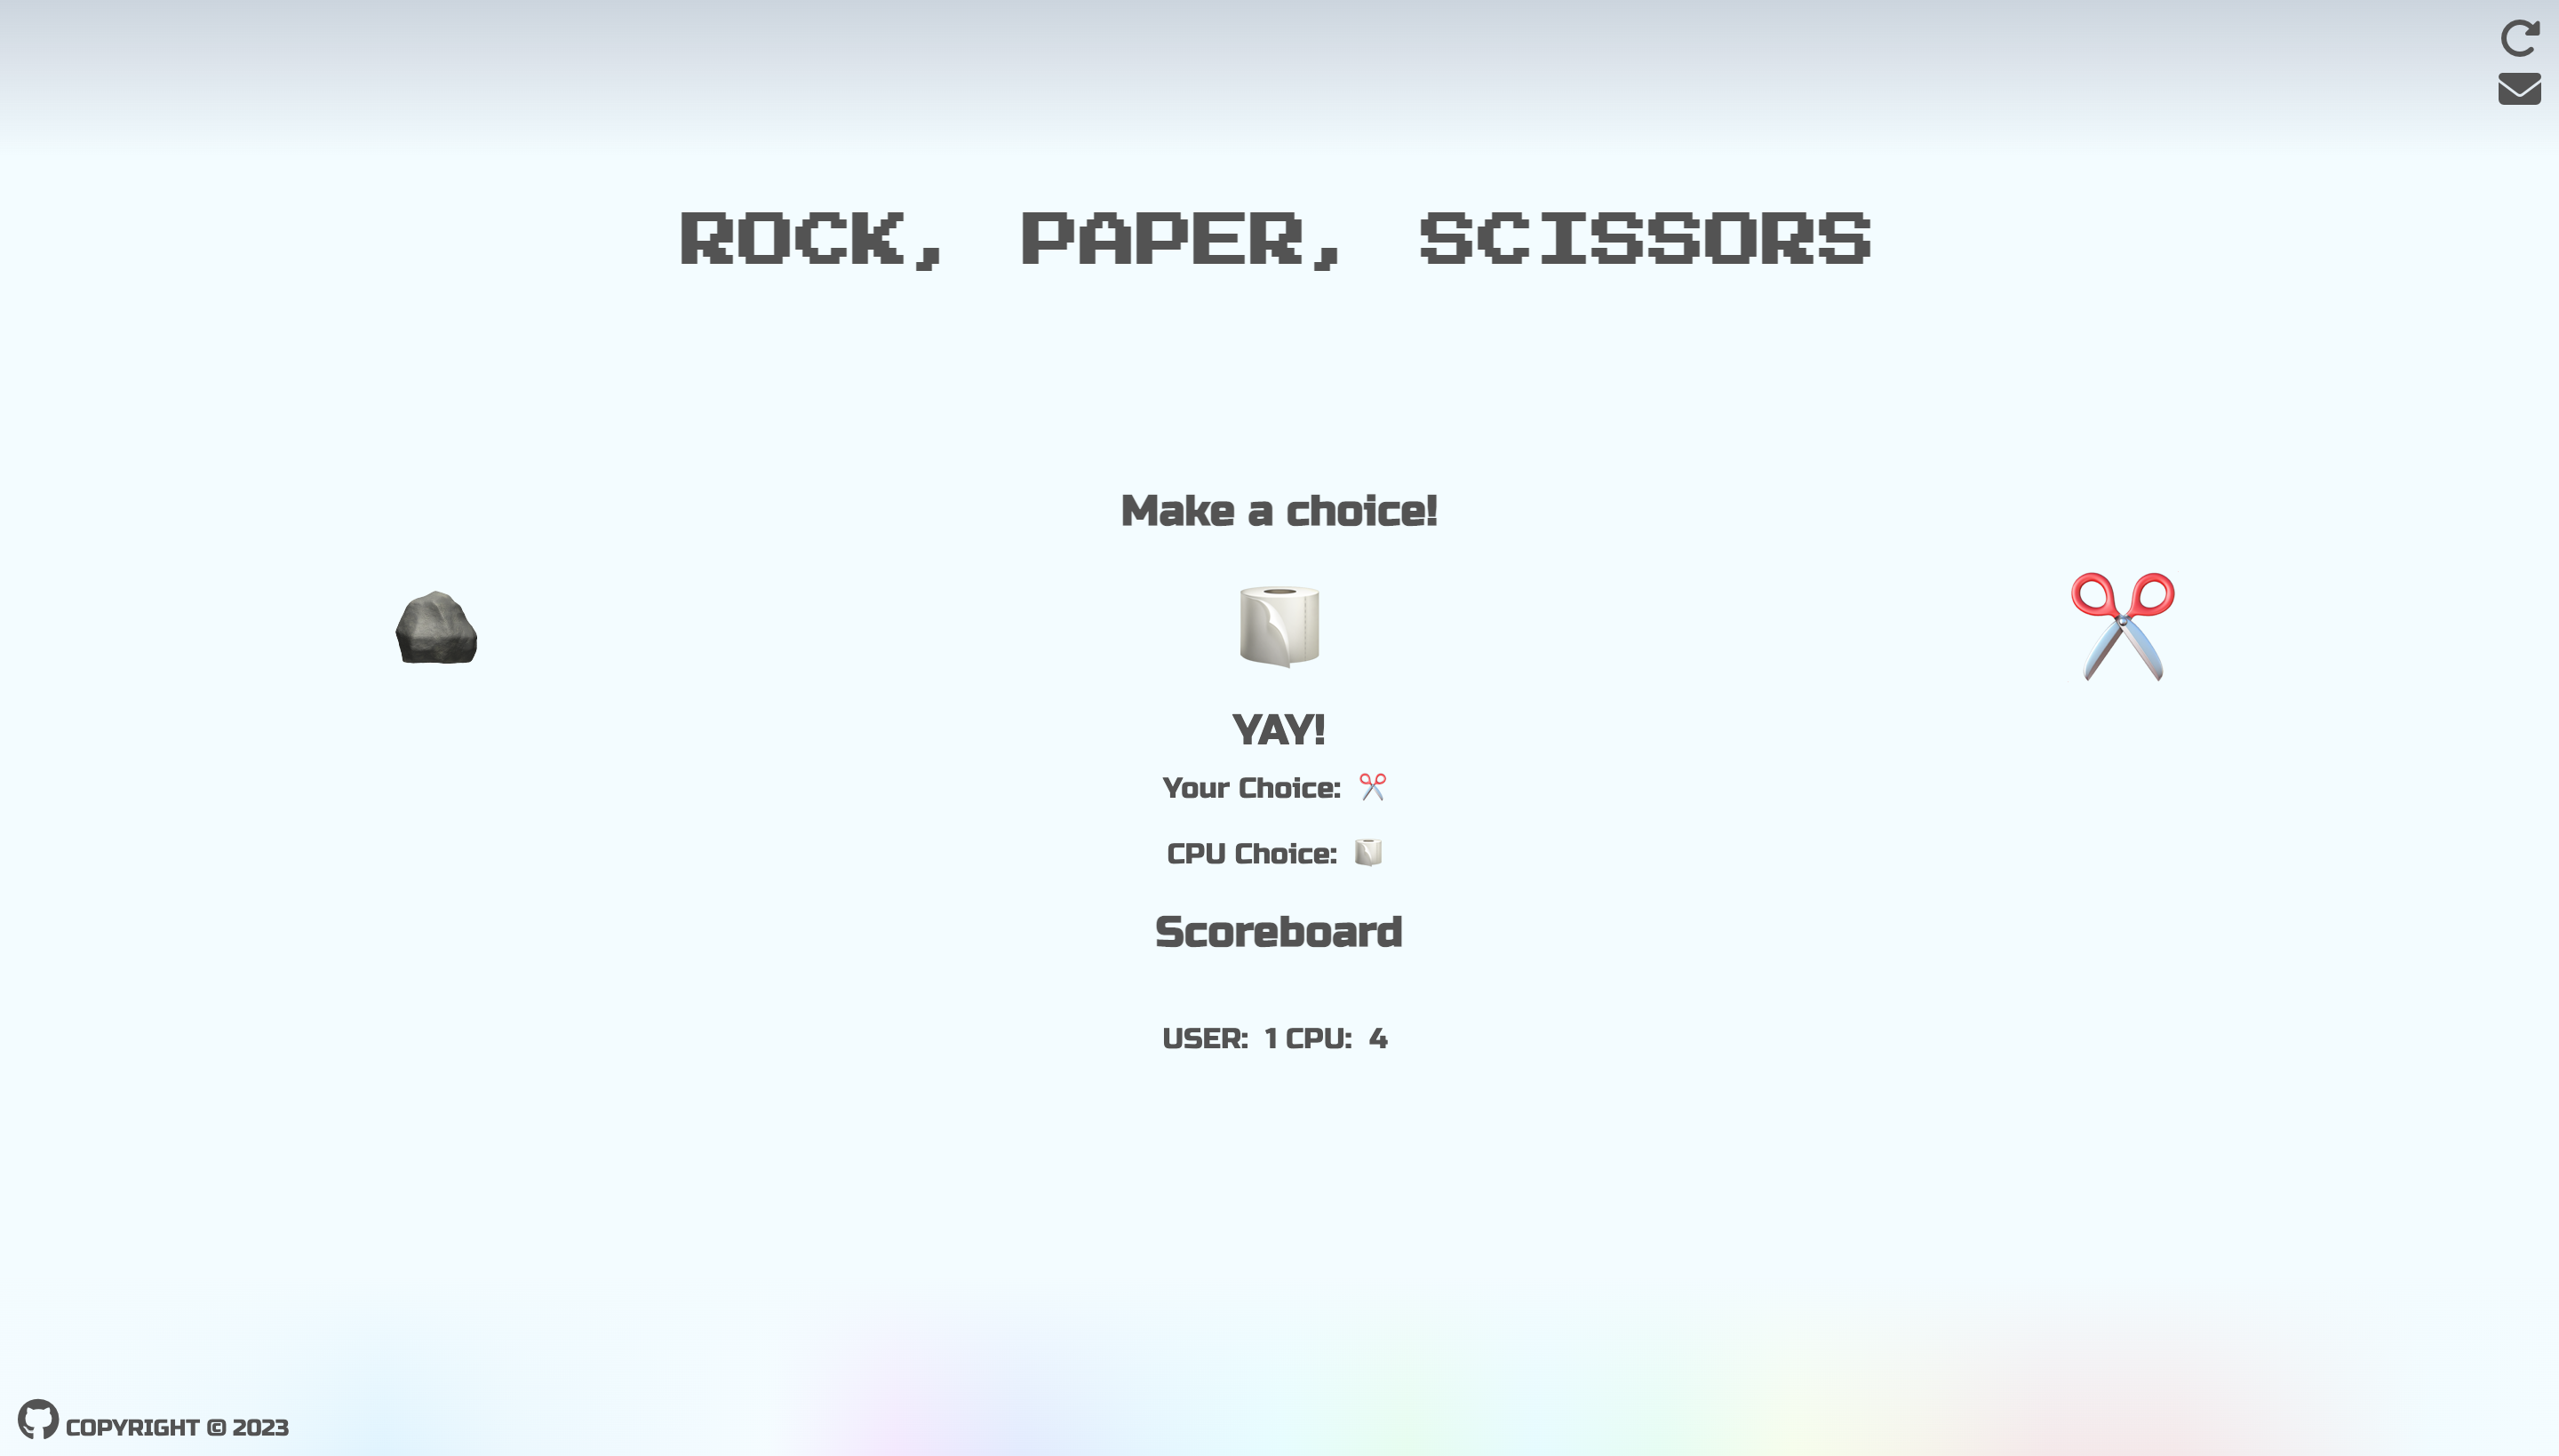 ROCK, PAPER, SCISSORS
Make a choice!
YAY!
Your Choice:
CPU Choice:
Scoreboard
USER: 1 CPU: 4
COPYRIGHT © 2023